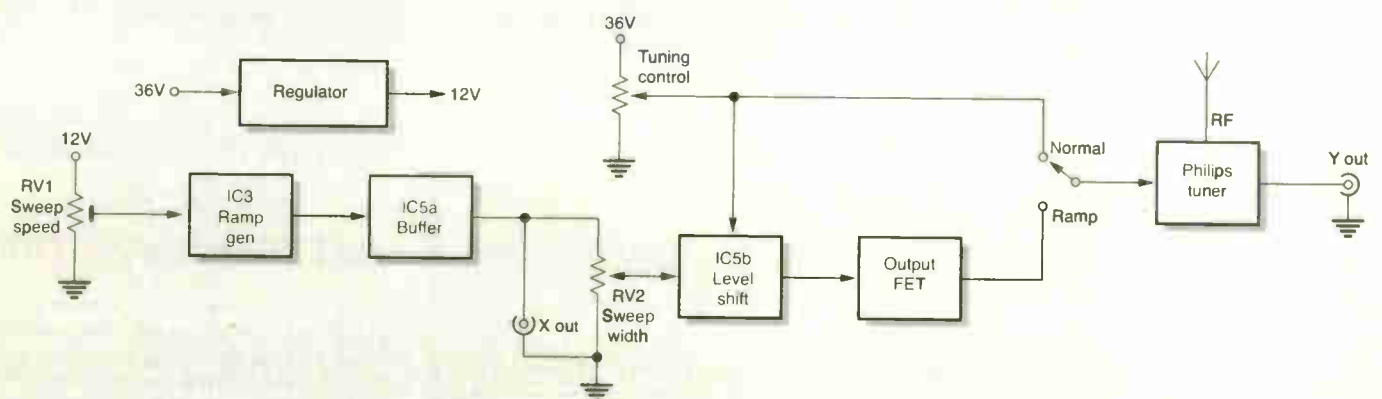 36V
Tuning
control
36V
Regulator
12V
12V
RV1
Sweep
speed
IC3
Ramp
gen
IC5a
Buffer
X out
RV2
Sweep
width
IC5b
Level
shift
Output
FET
Normal
Ramp
RF
Philips
tuner
Y out